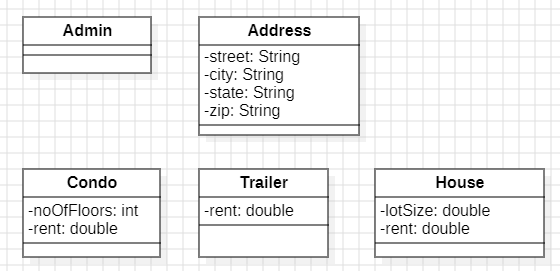 Admin
Address
-street: String
-city: String
-state: String
-zip: String
Condo
-noOfFloors: int
-rent: double
Trailer
-rent: double
House
-lotSize: double
-rent: double